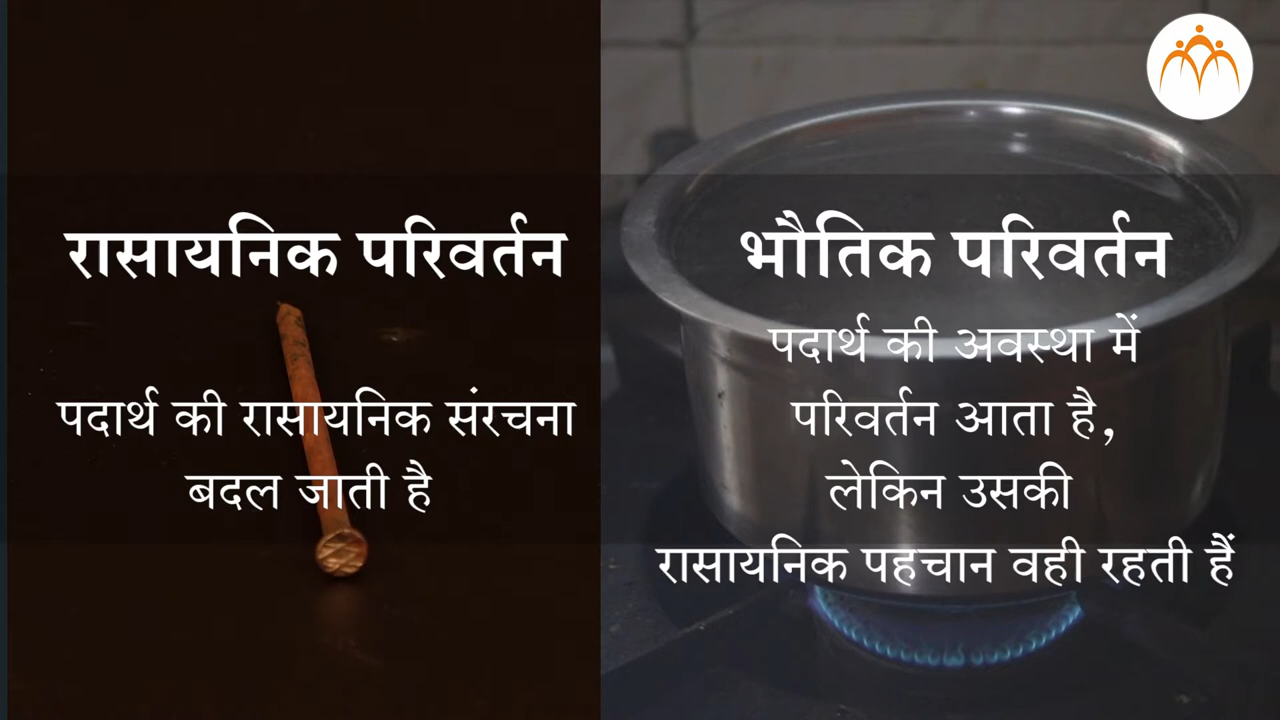 रासायनिक परिवर्तन
पदार्थ की रासायनिक संरचना
बदल जाती है
भौतिक परिवर्तन
पदार्थ की अवस्था में
परिवर्तन आता है,
लेकिन उसकी
रासायनिक पहचान वही रहती हैं